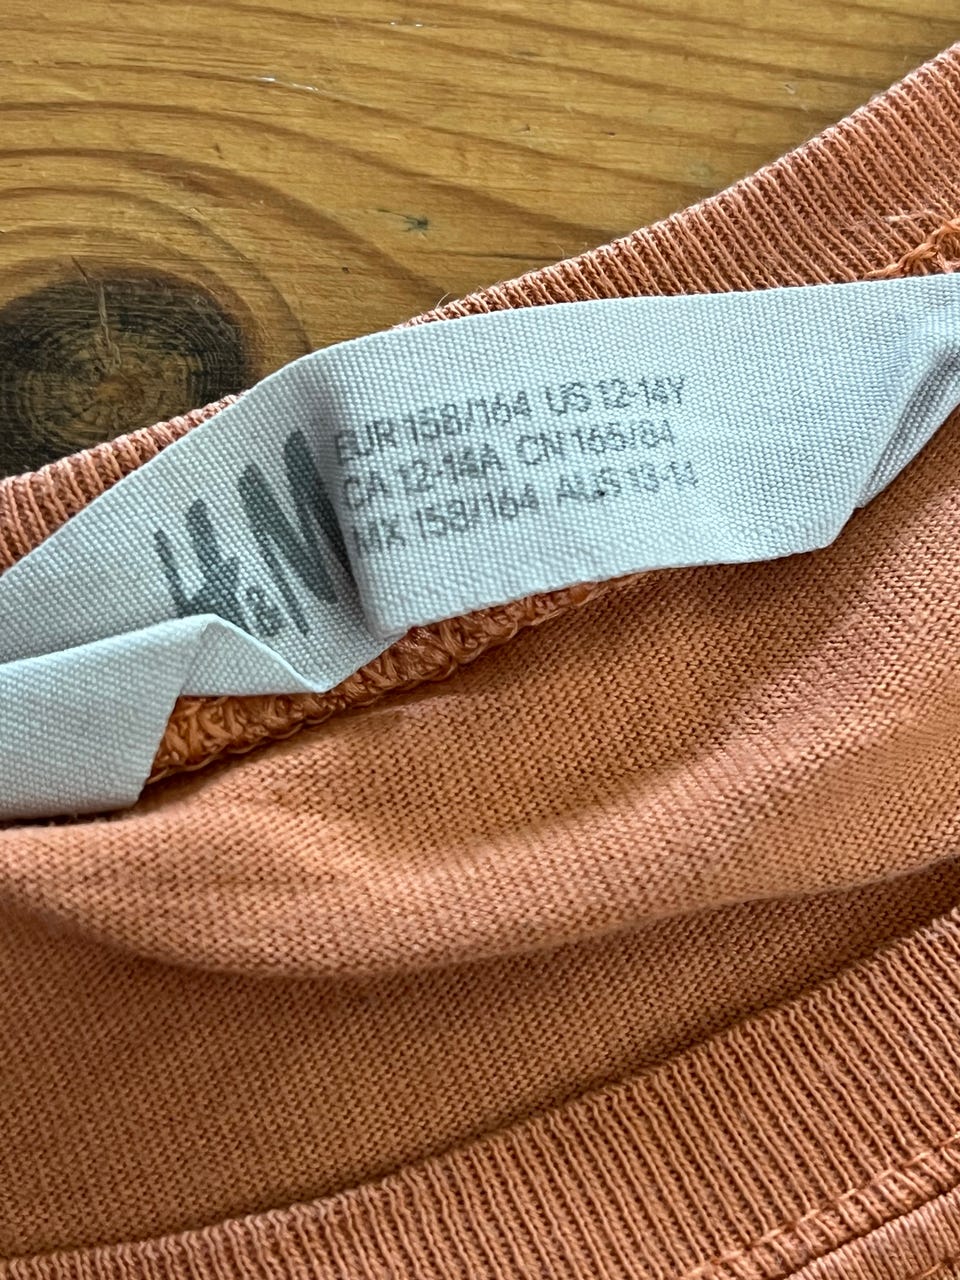 H&M
EUR 158/164 US 12-14Y
CA 12-14A CN 165/84
MX 158/164 AUS 13-14